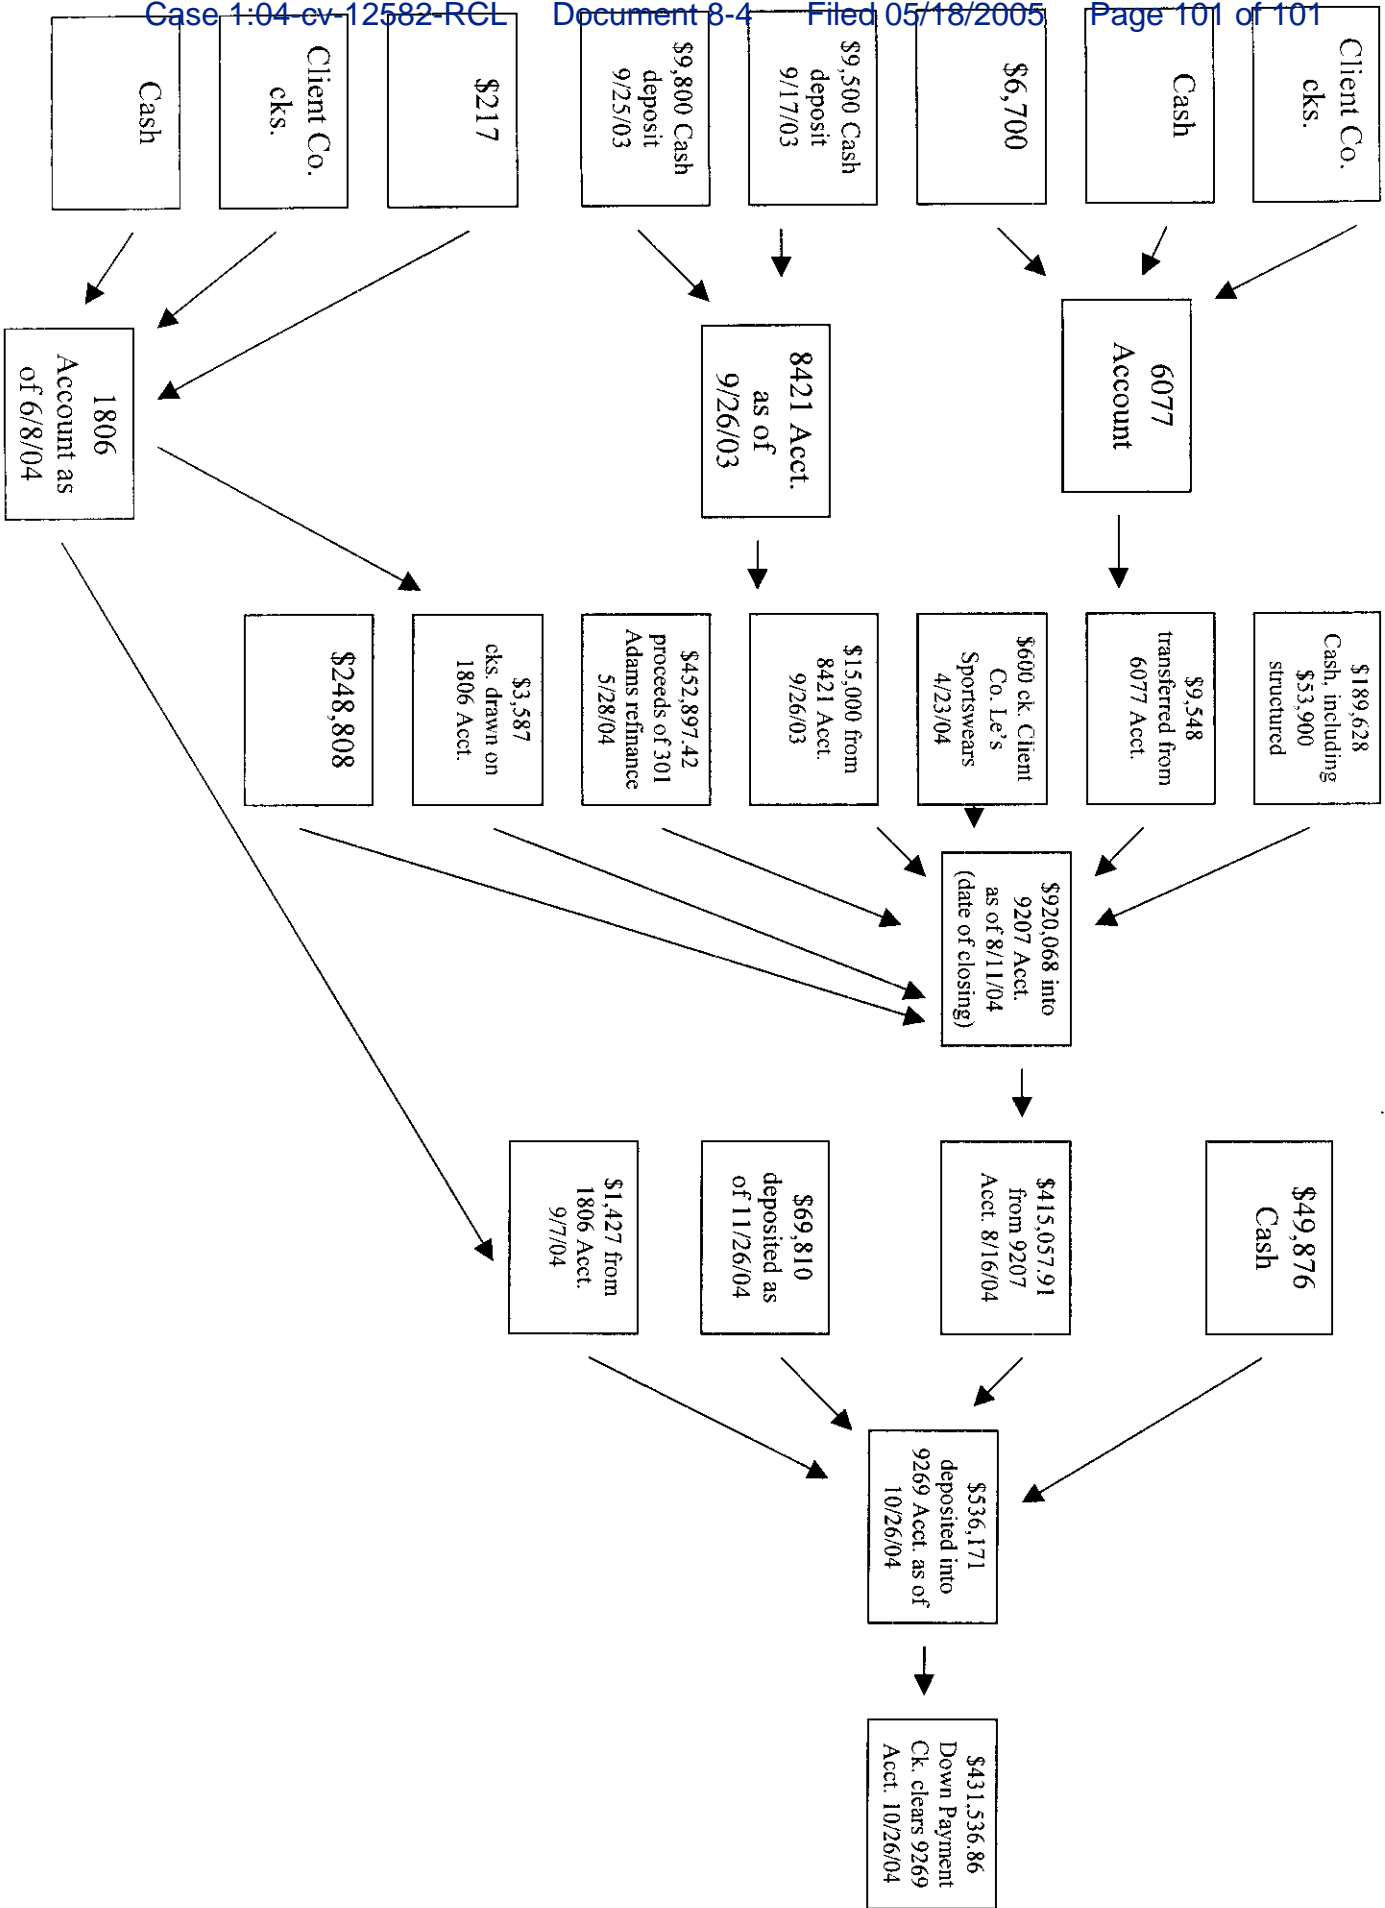 Case 1:04-cv-12582-RCL Document 8-4 Filed 05/18/2005 Page 101 of 101
Client Co.
cks.
Cash
$6,700
$9,500 Cash
deposit
9/17/03
$9,800 Cash
deposit
9/25/03
$217
Client Co.
cks.
Cash
6077
Account
8421 Acct.
as of
9/26/03
1806
Account as
of 6/8/04
$189,628
Cash, including
$53,900
structured
$9,548
transferred from
6077 Acct.
$600 ck. Client
Co. Le's
Sportswears
4/23/04
$15,000 from
8421 Acct.
9/26/03
$452,897.42
proceeds of 301
Adams refinance
5/28/04
$3,587
cks. drawn on
1806 Acct.
$248,808
$920,068 into
9207 Acct.
as of 8/11/04
(date of closing)
$49,876
Cash
$415,057.91
from 9207
Acct. 8/16/04
$69,810
deposited as
of 11/26/04
$1,427 from
1806 Acct.
9/7/04
$536,171
deposited into
9269 Acct. as of
10/26/04
$431,536.86
Down Payment
Ck. clears 9269
Acct. 10/26/04